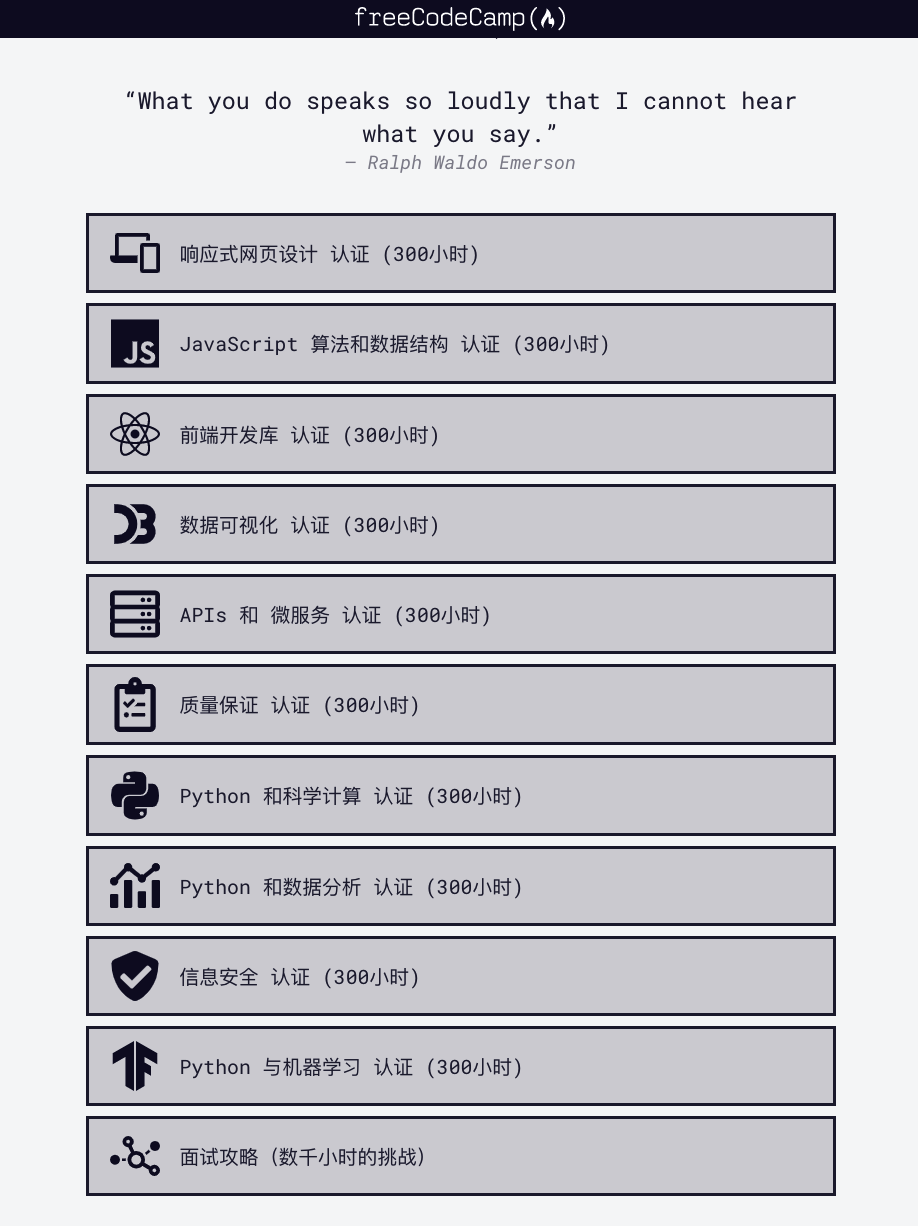 freeCodeCamp(🔥)
“What you do speaks so loudly that I cannot hear
what you say.”
— Ralph Waldo Emerson
响应式网页设计 认证 (300小时)
JS
JavaScript 算法和数据结构 认证 (300小时)
前端开发库 认证 (300小时)
数据可视化 认证 (300小时)
APIs 和 微服务 认证 (300小时)
质量保证 认证 (300小时)
Python 和科学计算 认证 (300小时)
Python 和数据分析 认证 (300小时)
信息安全 认证 (300小时)
Python 与机器学习 认证 (300小时)
面试攻略（数千小时的挑战）